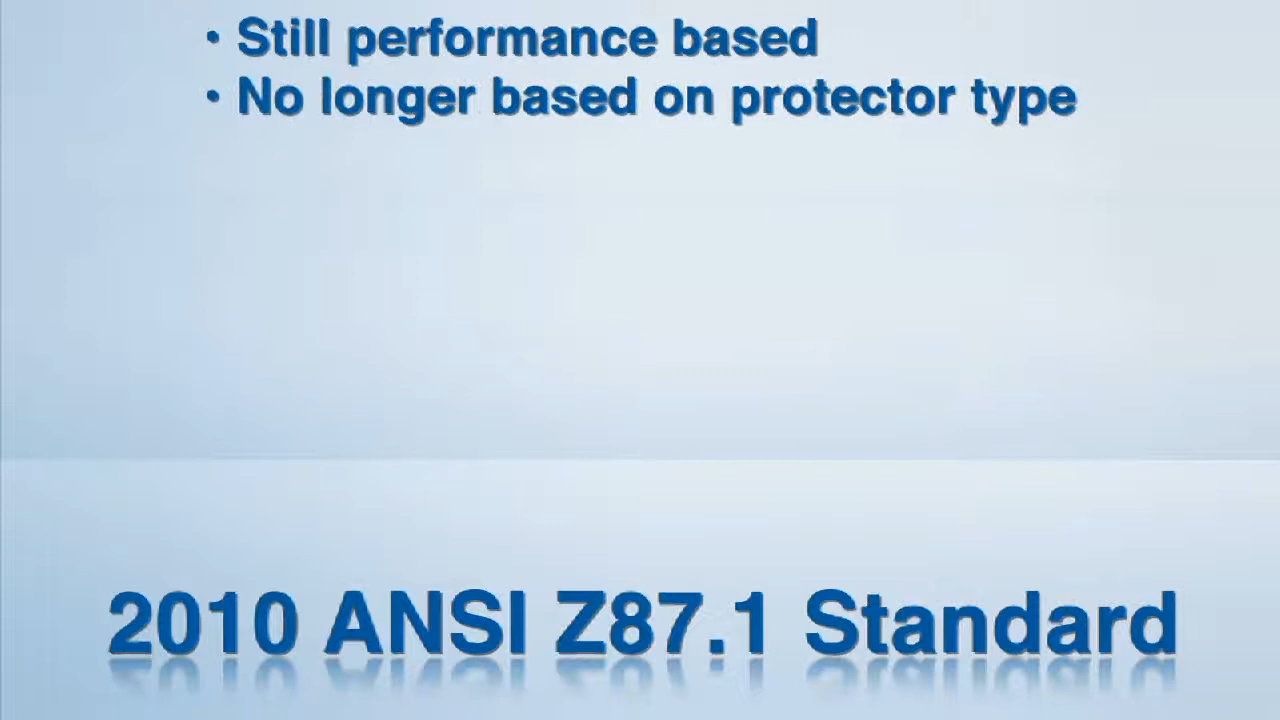 • Still performance based
• No longer based on protector type
2010 ANSI Z87.1 Standard